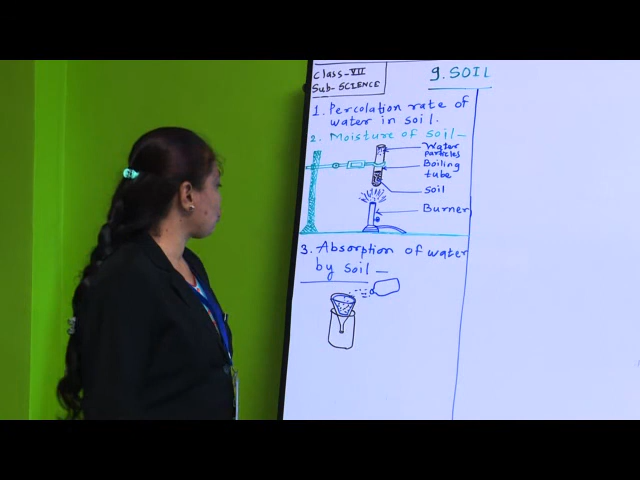 Class-VII
Sub-SCIENCE
9. SOIL
1. Percolation rate of
water in soil.
2. Moisture of soil-
Water
particles
Boiling
tube
soil
Burner
3. Absorption of water
by soil-